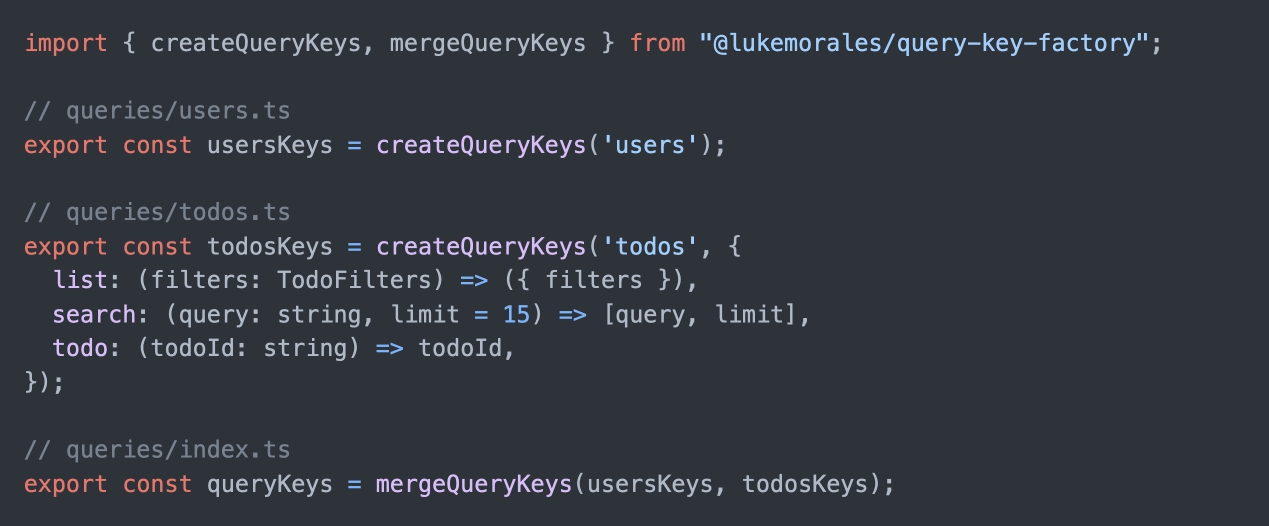 import { createQueryKeys, mergeQueryKeys } from "@lukemorales/query-key-factory";

// queries/users.ts
export const usersKeys = createQueryKeys('users');

// queries/todos.ts
export const todosKeys = createQueryKeys('todos', {
  list: (filters: TodoFilters) => ({ filters }),
  search: (query: string, limit = 15) => [query, limit],
  todo: (todoId: string) => todoId,
});

// queries/index.ts
export const queryKeys = mergeQueryKeys(usersKeys, todosKeys);